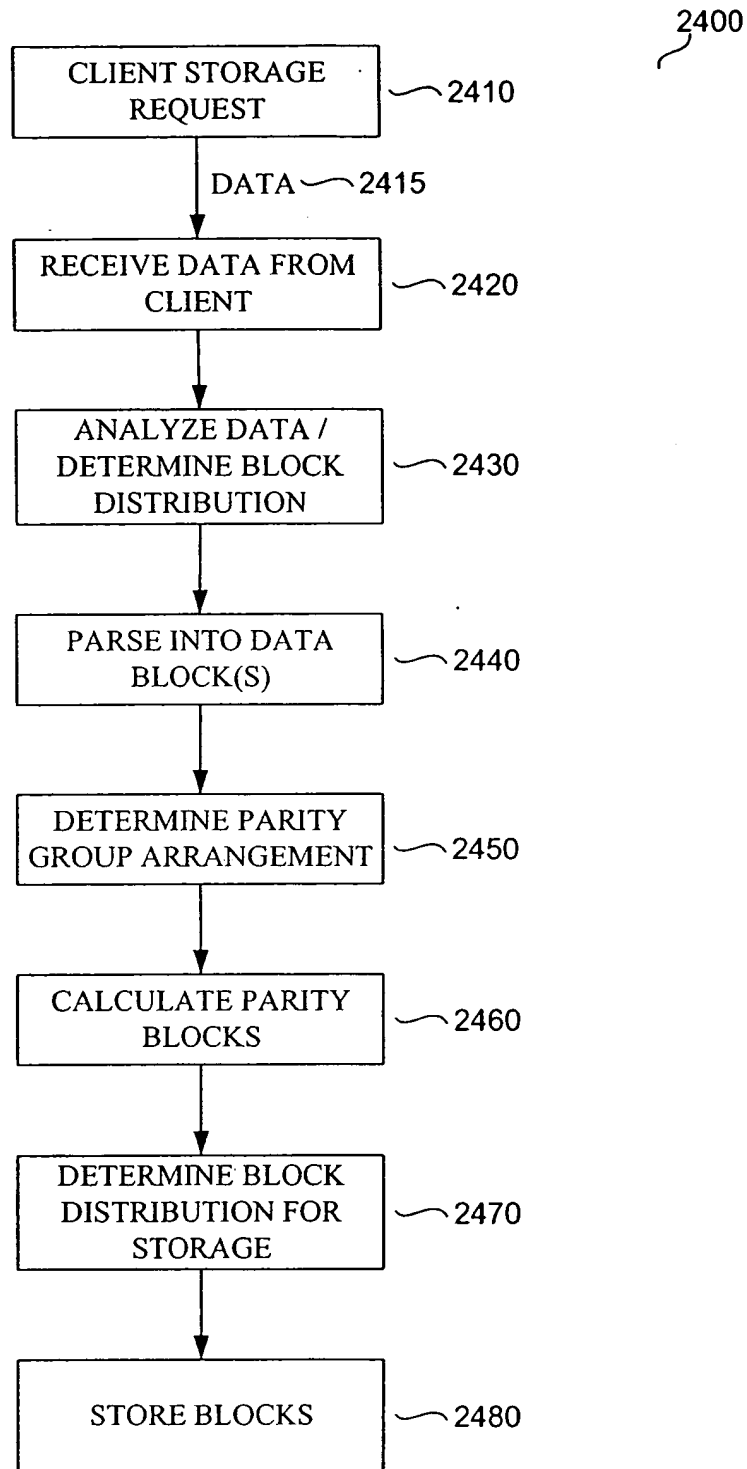 2400
CLIENT STORAGE
REQUEST
2410
DATA 2415
RECEIVE DATA FROM
CLIENT
2420
ANALYZE DATA /
DETERMINE BLOCK
DISTRIBUTION
2430
PARSE INTO DATA
BLOCK(S)
2440
DETERMINE PARITY
GROUP ARRANGEMENT
2450
CALCULATE PARITY
BLOCKS
2460
DETERMINE BLOCK
DISTRIBUTION FOR
STORAGE
2470
STORE BLOCKS
2480